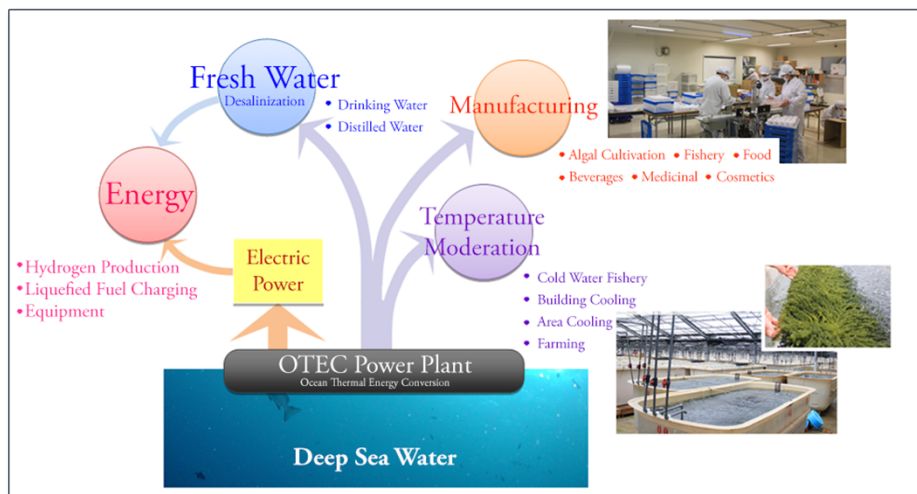 Fresh Water
Desalinization
• Drinking Water
• Distilled Water
Manufacturing
• Algal Cultivation • Fishery • Food
• Beverages • Medicinal • Cosmetics
Energy
• Hydrogen Production
• Liquefied Fuel Charging
• Equipment
Electric
Power
Temperature
Moderation
• Cold Water Fishery
• Building Cooling
• Area Cooling
• Farming
OTEC Power Plant
Ocean Thermal Energy Conversion
Deep Sea Water